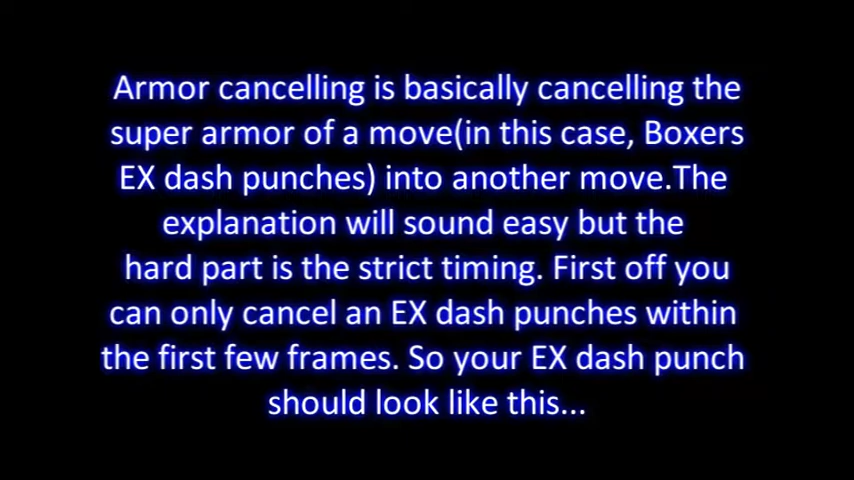 Armor cancelling is basically cancelling the
super armor of a move(in this case, Boxers
EX dash punches) into another move.The
explanation will sound easy but the
hard part is the strict timing. First off you
can only cancel an EX dash punches within
the first few frames. So your EX dash punch
should look like this...